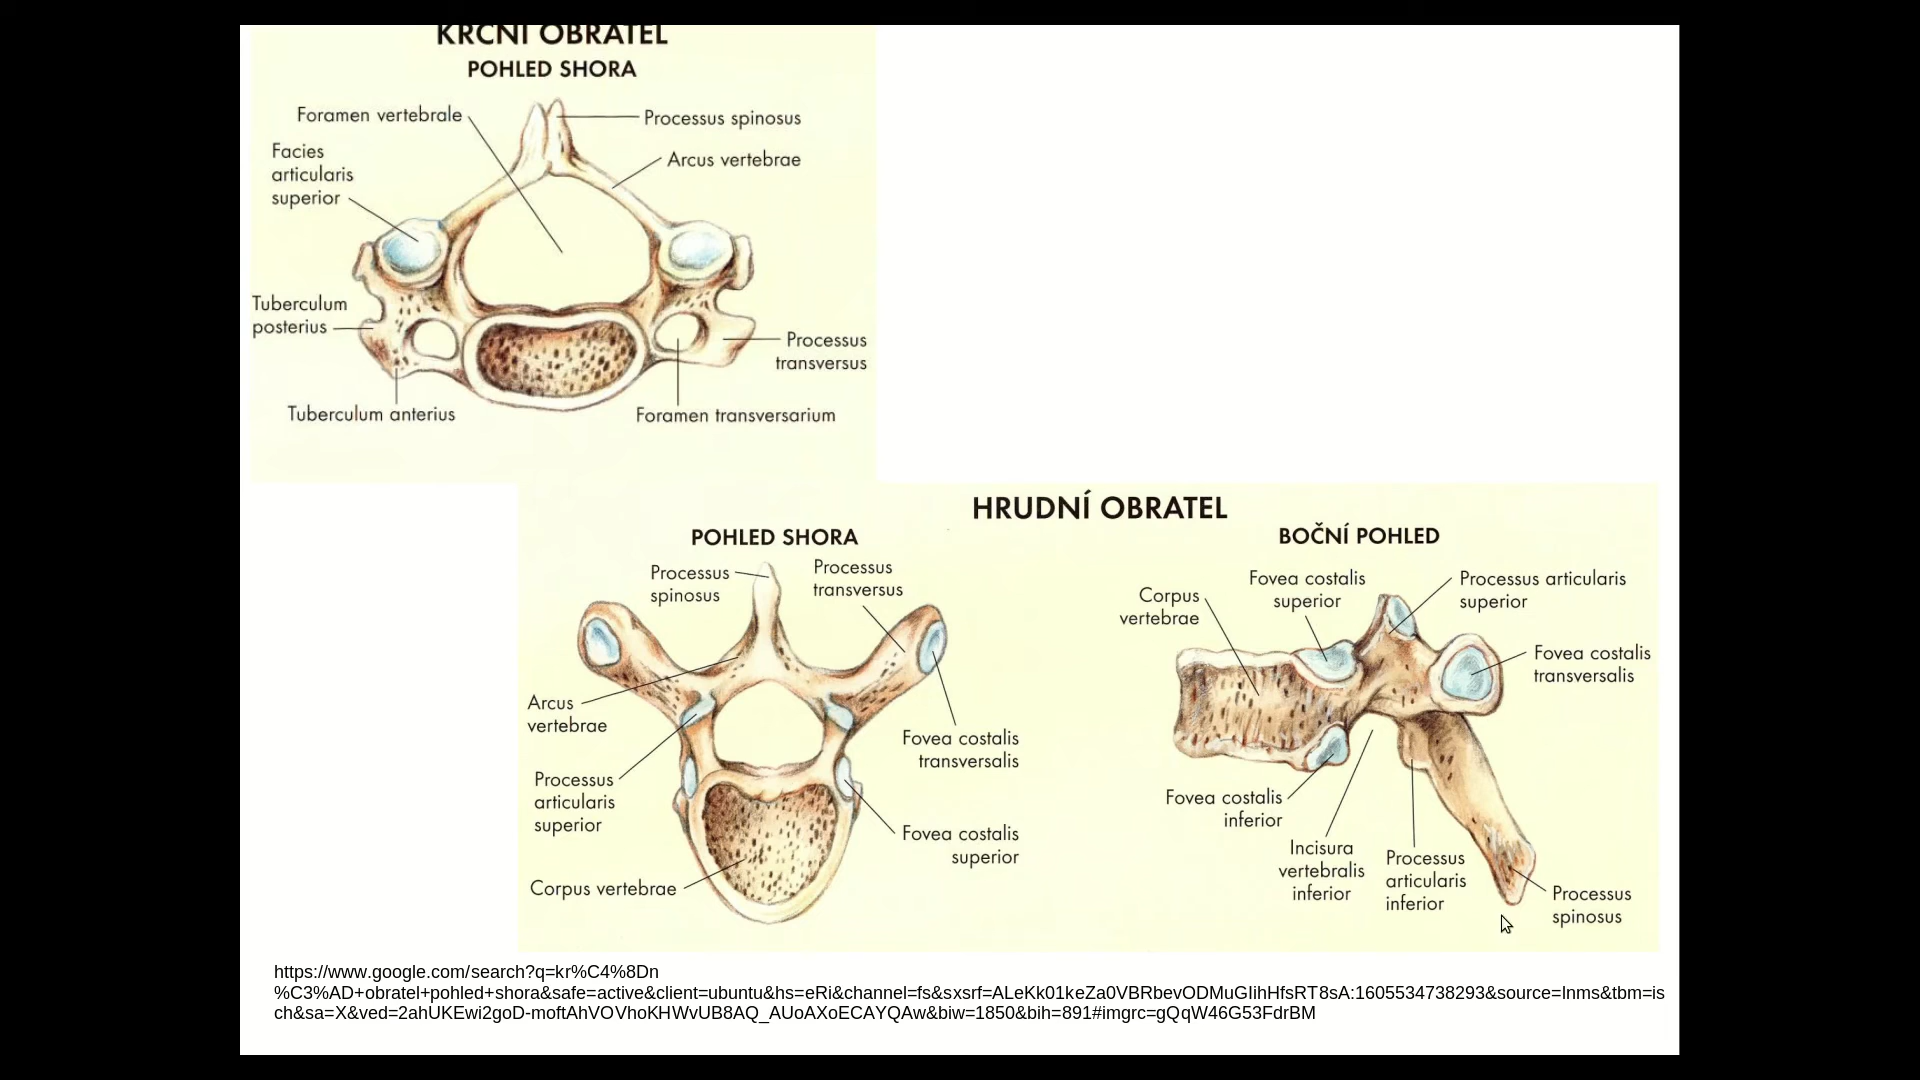 KRČNÍ OBRATEL
POHLED SHORA
Foramen vertebrale
Processus spinosus
Facies
articularis
superior
Arcus vertebrae
Tuberculum
posterius
Processus
transversus
Tuberculum anterius
Foramen transversarium
HRUDNÍ OBRATEL
POHLED SHORA
Processus
spinosus
Processus
transversus
Arcus
vertebrae
Fovea costalis
transversalis
Processus
articularis
superior
Fovea costalis
superior
Corpus vertebrae
BOČNÍ POHLED
Fovea costalis
superior
Processus articularis
superior
Corpus
vertebrae
Fovea costalis
transversalis
Fovea costalis
inferior
Incisura
vertebralis
inferior
Processus
articularis
inferior
Processus
spinosus
https://www.google.com/search?q=kr%C4%8Dn
%C3%AD+obratel+pohled+shora&safe=active&client=ubuntu&hs=eRi&channel=fs&sxsrf=ALeKk01keZa0VBRbevODMuGlihHfsRT8sA:1605534738293&source=lnms&tbm=is
ch&sa=X&ved=2ahUKEwi2goD-moftAhVOVhoKHWvUB8AQ_AUoAXoECAYQAw&biw=1850&bih=891#imgrc=gQqW46G53FdrBM